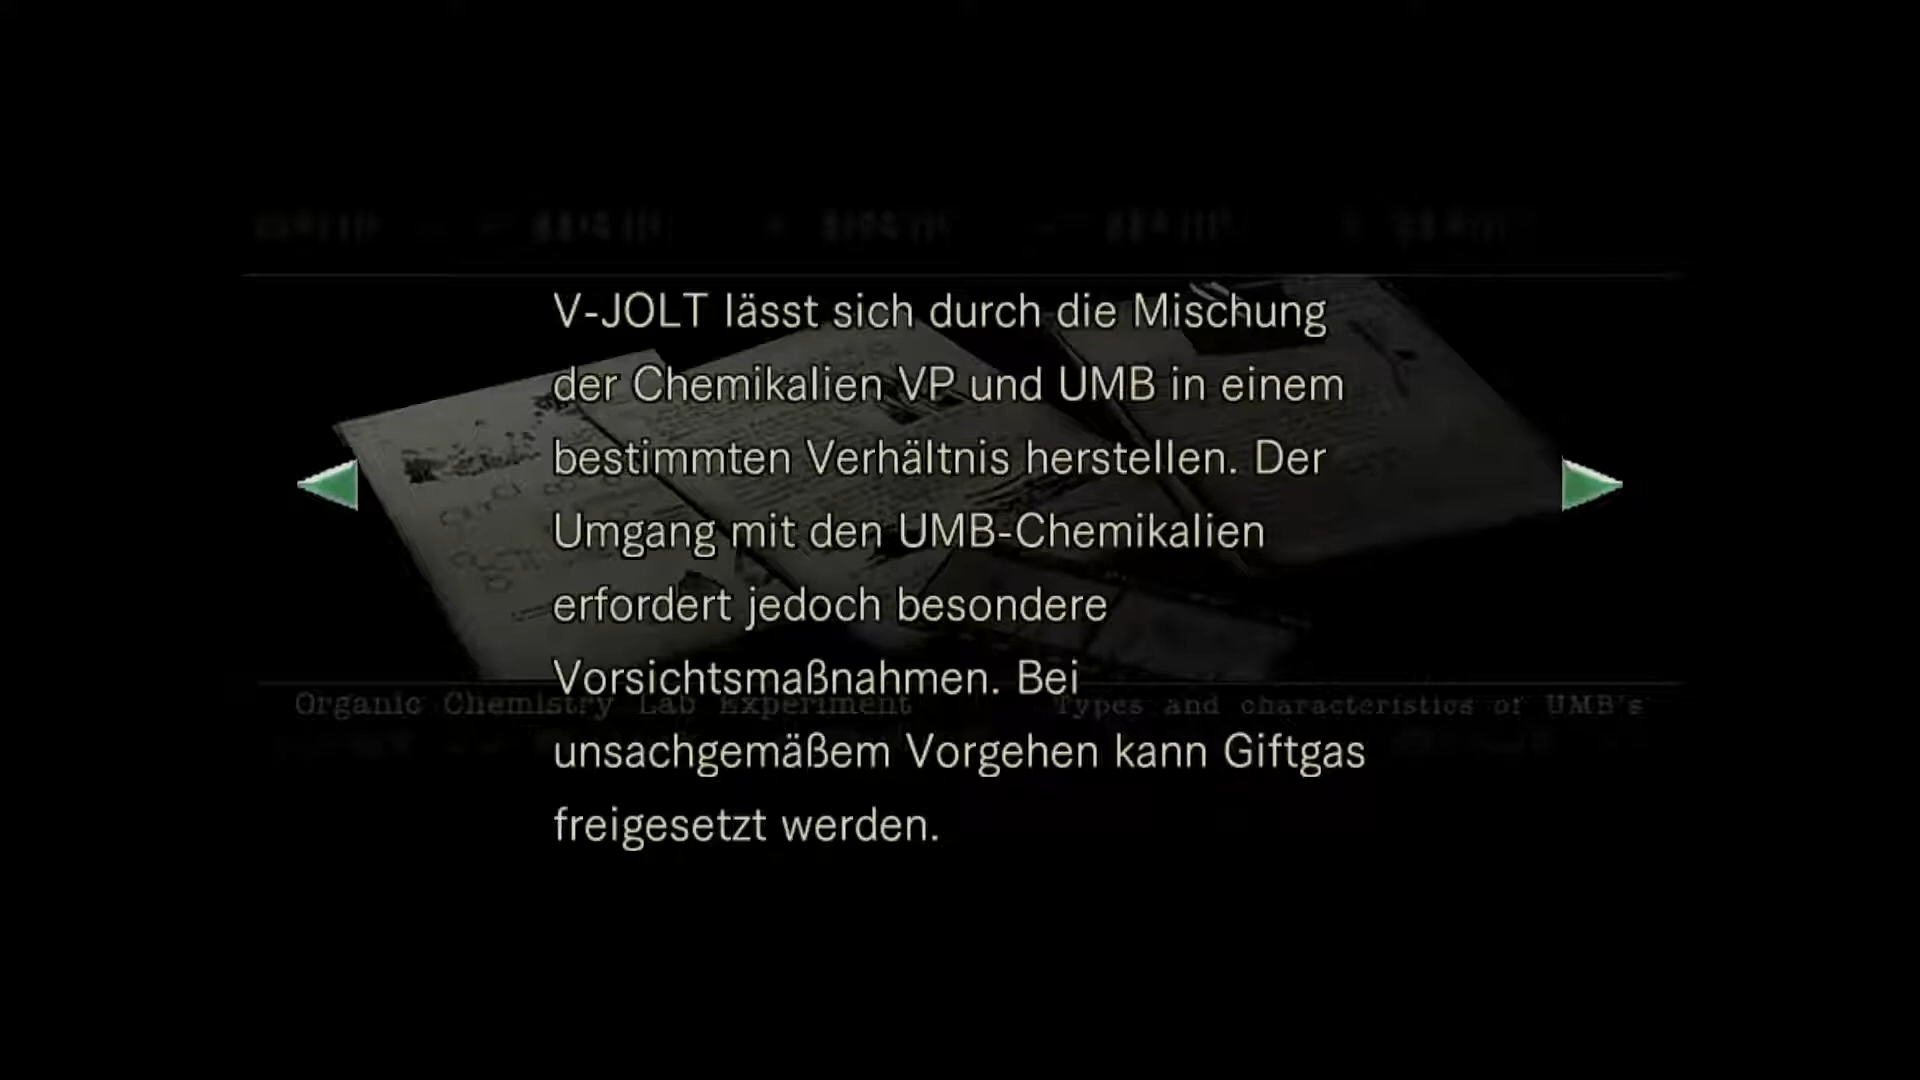 V-JOLT lässt sich durch die Mischung
der Chemikalien VP und UMB in einem
bestimmten Verhältnis herstellen. Der
Umgang mit den UMB-Chemikalien
erfordert jedoch besondere
Vorsichtsmaßnahmen. Bei
Organic Chemistry Lab Experiment Types and characteristics of UMB's
unsachgemäßem Vorgehen kann Giftgas
freigesetzt werden.